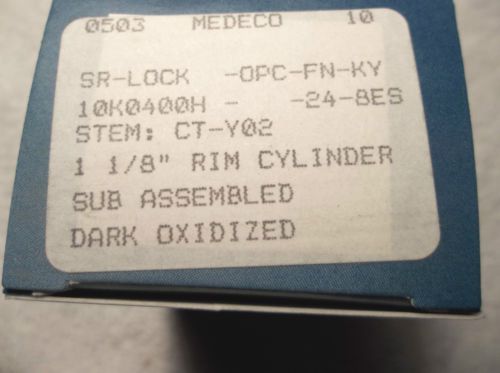 0503 MEDECO 10
SR-LOCK -OPC-FN-KY
10K0400H - -24-8ES
STEM: CT-Y02
1 1/8" RIM CYLINDER
SUB ASSEMBLED
DARK OXIDIZED